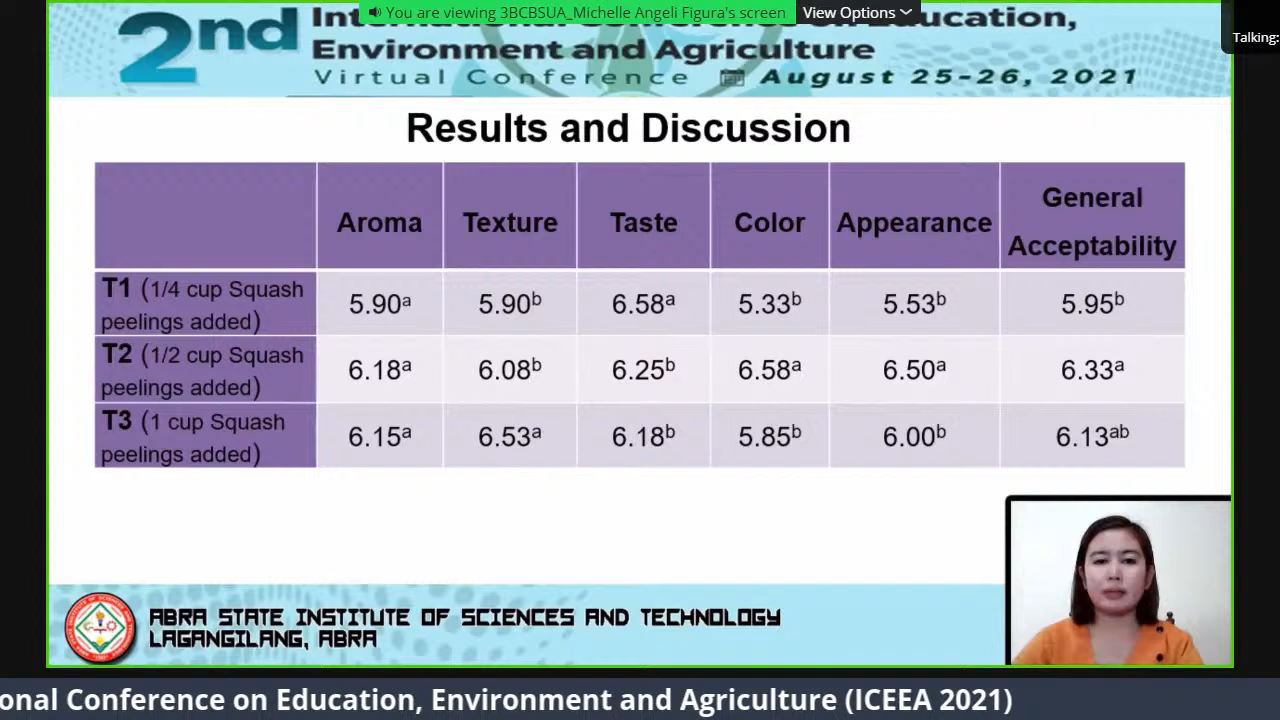 You are viewing 3BCBSUA_Michelle Angeli Figura's screen
View Options
Talking:
2nd
Education,
Environment and Agriculture
Virtual Conference August 25-26, 2021
Results and Discussion
Aroma Texture Taste Color Appearance General Acceptability
T1 (1/4 cup Squash peelings added) 5.90a 5.90b 6.58a 5.33b 5.53b 5.95b
T2 (1/2 cup Squash peelings added) 6.18a 6.08b 6.25b 6.58a 6.50a 6.33a
T3 (1 cup Squash peelings added) 6.15a 6.53a 6.18b 5.85b 6.00b 6.13ab
ABRA STATE INSTITUTE OF SCIENCES AND TECHNOLOGY
LAGANGILANG, ABRA
onal Conference on Education, Environment and Agriculture (ICEEA 2021)